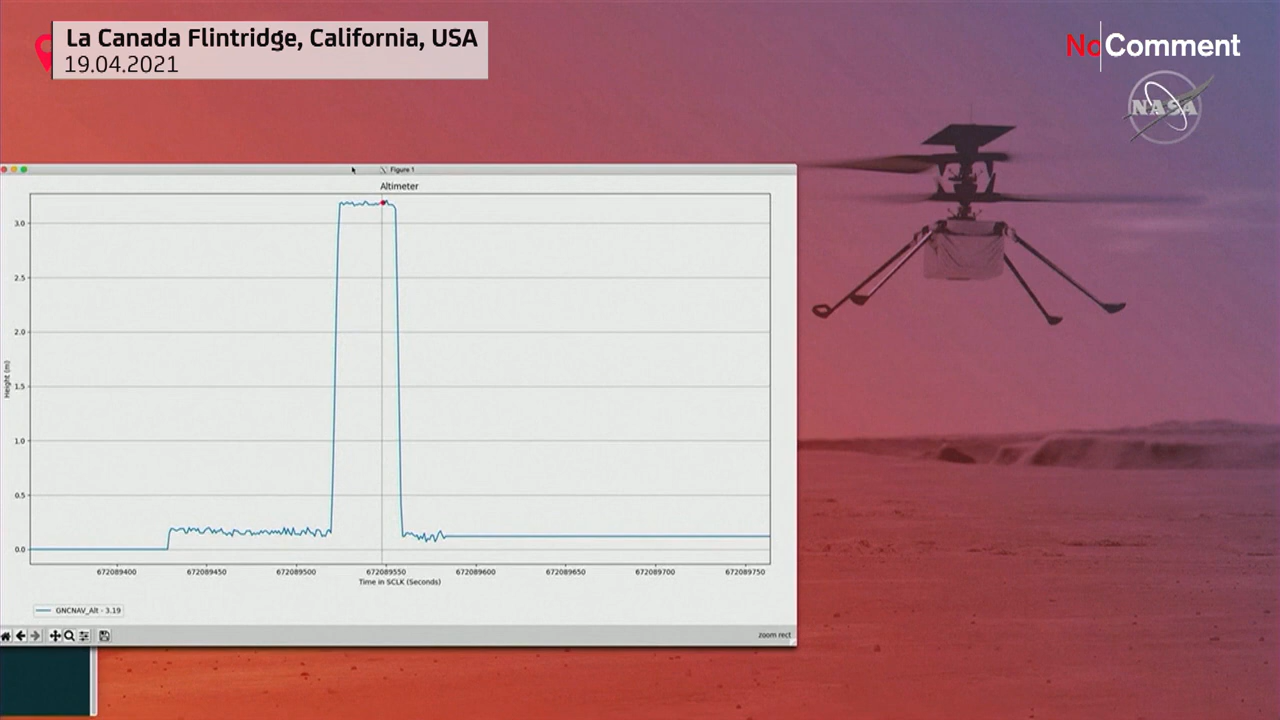 La Canada Flintridge, California, USA
19.04.2021
NoComment
NASA
Figure 1
Altimeter
Height (m)
3.0
2.5
2.0
1.5
1.0
0.5
0.0
672089400 672089450 672089500 672089550 672089600 672089650 672089700 672089750
Time in SCLK (Seconds)
GNCNAV_Alt - 3.19
zoom rect